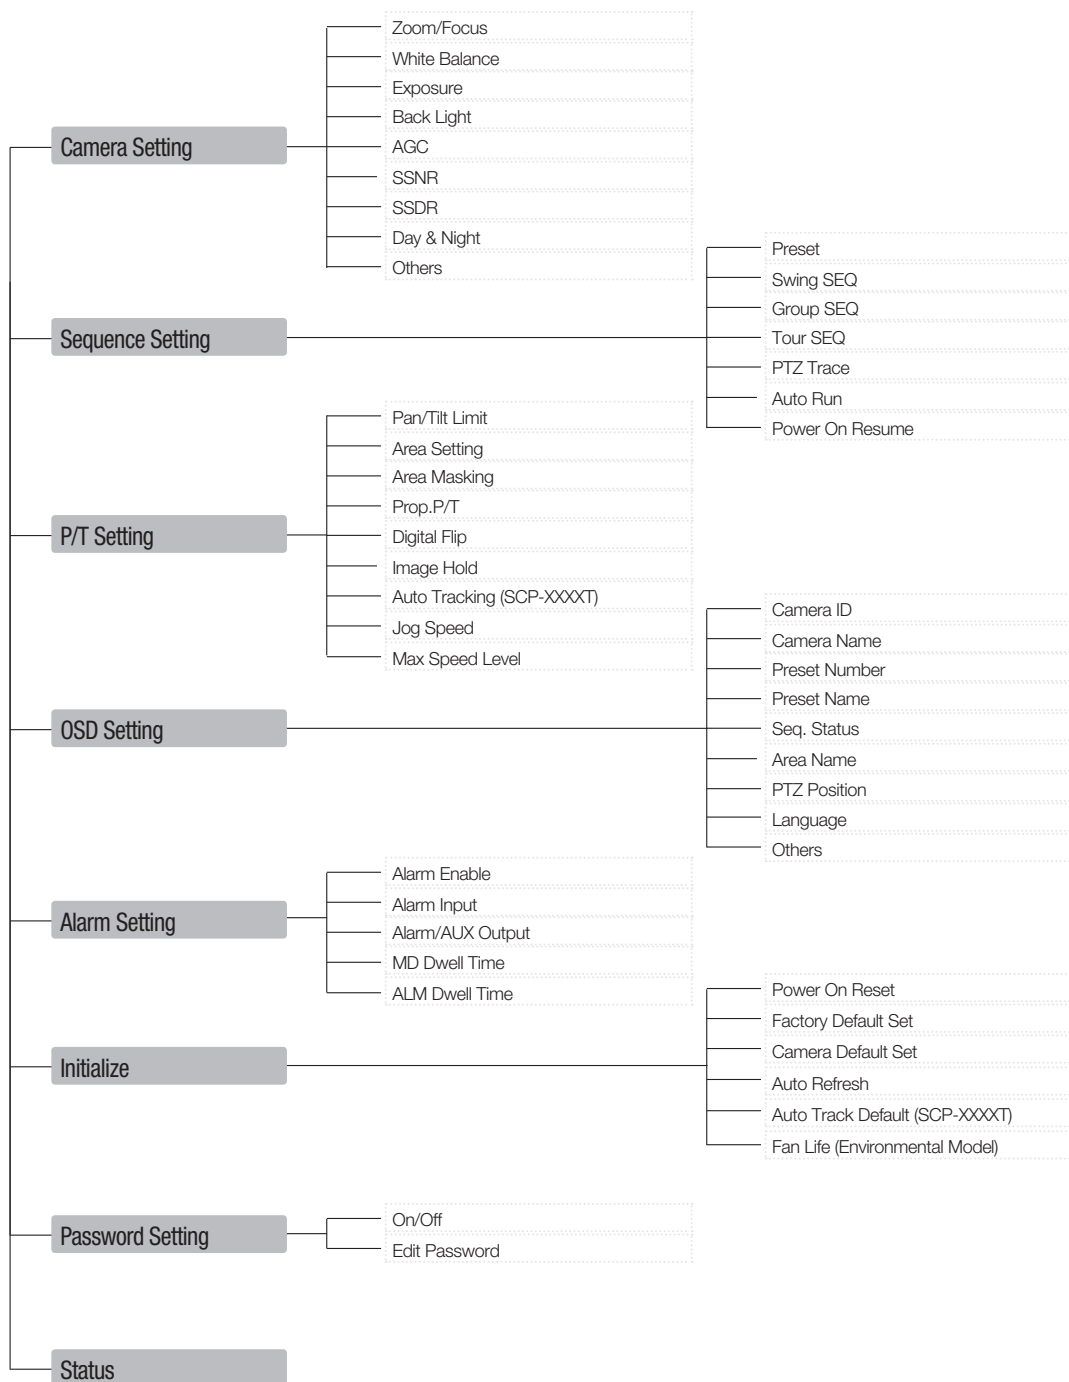 Camera Setting
Zoom/Focus
White Balance
Exposure
Back Light
AGC
SSNR
SSDR
Day & Night
Others
Sequence Setting
Preset
Swing SEQ
Group SEQ
Tour SEQ
PTZ Trace
Auto Run
Power On Resume
P/T Setting
Pan/Tilt Limit
Area Setting
Area Masking
Prop.P/T
Digital Flip
Image Hold
Auto Tracking (SCP-XXXXT)
Jog Speed
Max Speed Level
OSD Setting
Camera ID
Camera Name
Preset Number
Preset Name
Seq. Status
Area Name
PTZ Position
Language
Others
Alarm Setting
Alarm Enable
Alarm Input
Alarm/AUX Output
MD Dwell Time
ALM Dwell Time
Initialize
Power On Reset
Factory Default Set
Camera Default Set
Auto Refresh
Auto Track Default (SCP-XXXXT)
Fan Life (Environmental Model)
Password Setting
On/Off
Edit Password
Status